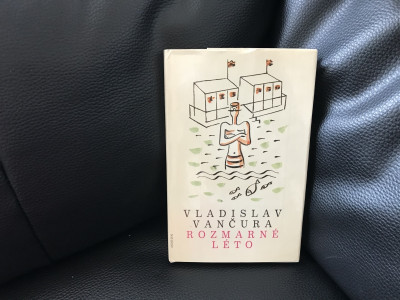 VLADISLAV
VANČURA
ROZMARNÉ
LÉTO